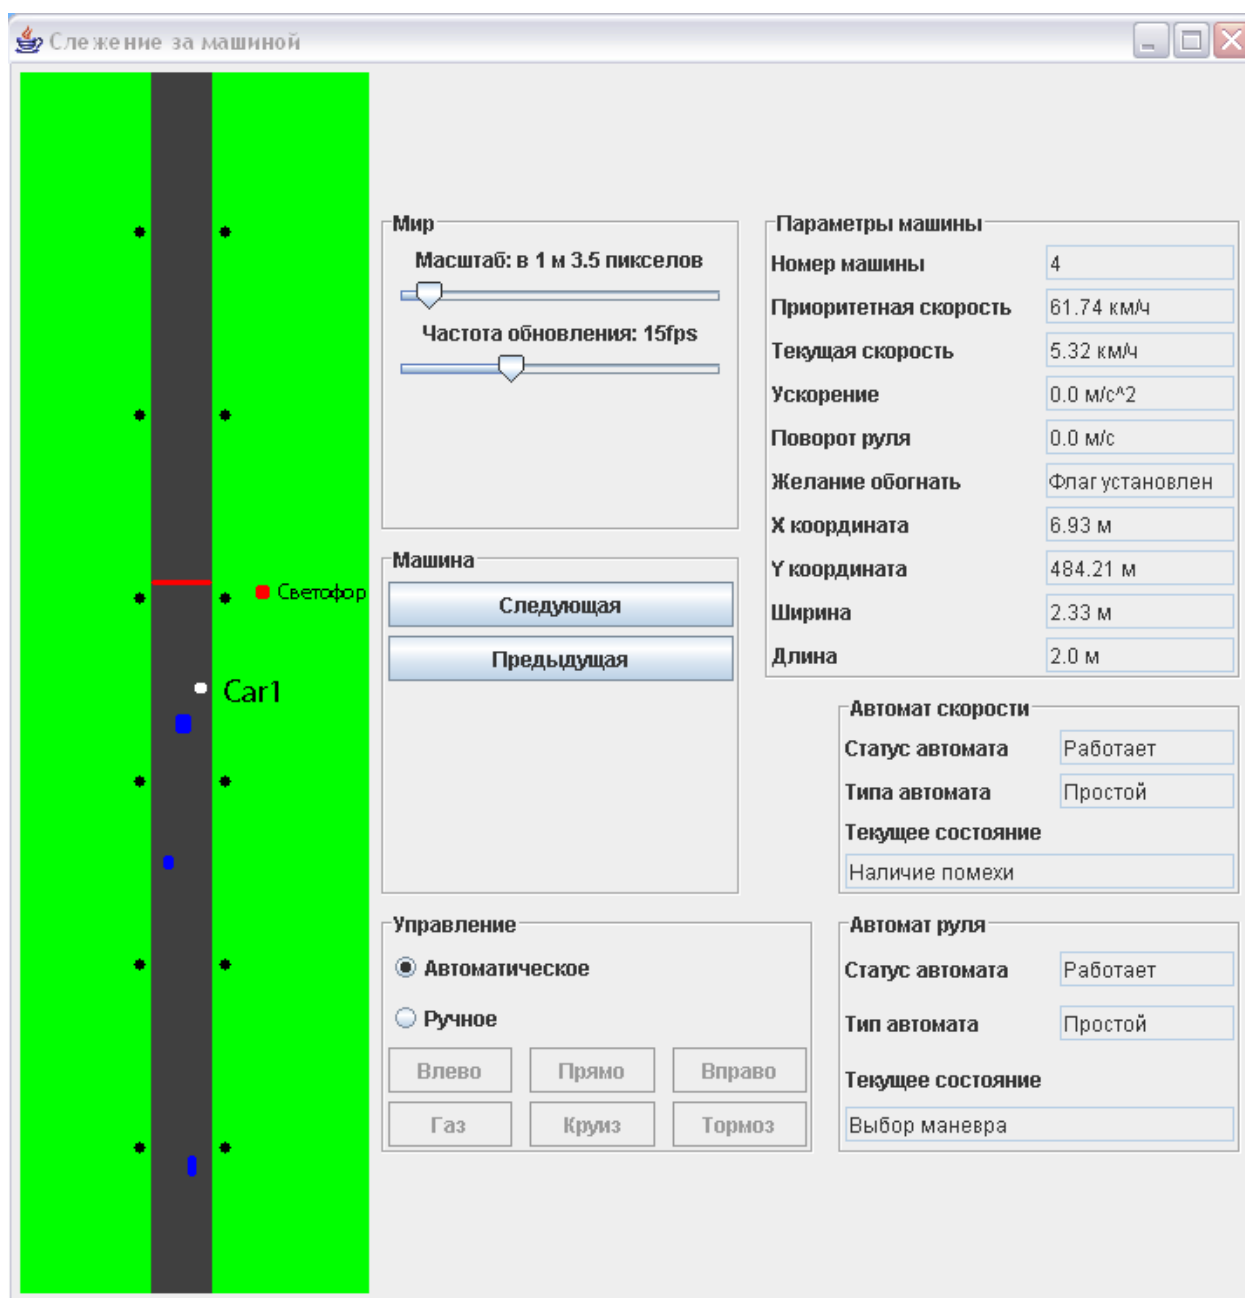 Слежение за машиной
Светофор
Car1
Мир
Масштаб: в 1 м 3.5 пикселов
Частота обновления: 15fps
Машина
Следующая
Предыдущая
Управление
Автоматическое
Ручное
Влево Прямо Вправо
Газ Круиз Тормоз
Параметры машины
Номер машины 4
Приоритетная скорость 61.74 км/ч
Текущая скорость 5.32 км/ч
Ускорение 0.0 м/с^2
Поворот руля 0.0 м/с
Желание обогнать Флаг установлен
X координата 6.93 м
Y координата 484.21 м
Ширина 2.33 м
Длина 2.0 м
Автомат скорости
Статус автомата Работает
Типа автомата Простой
Текущее состояние
Наличие помехи
Автомат руля
Статус автомата Работает
Тип автомата Простой
Текущее состояние
Выбор маневра